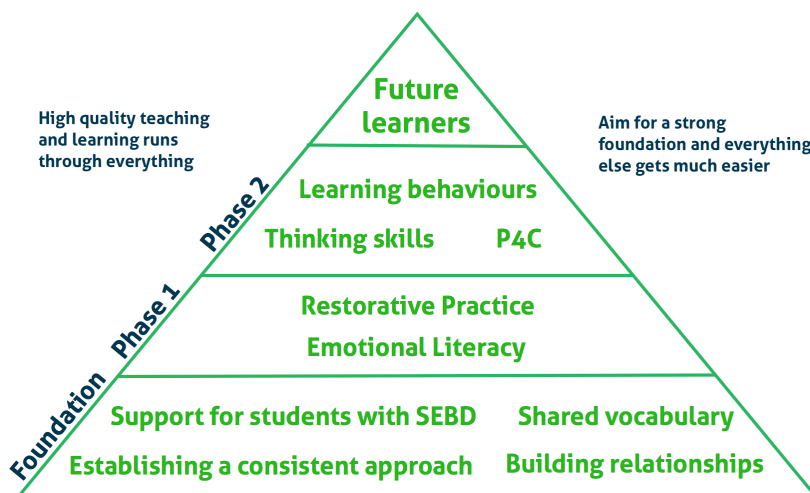 Future
learners
High quality teaching
and learning runs
through everything
Aim for a strong
foundation and everything
else gets much easier
Phase 2
Learning behaviours
Thinking skills P4C
Phase 1
Restorative Practice
Emotional Literacy
Foundation
Support for students with SEBD Shared vocabulary
Establishing a consistent approach Building relationships